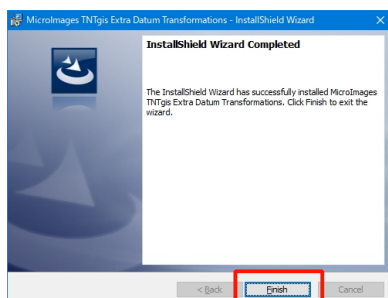 MicroImages TNTgis Extra Datum Transformations - InstallShield Wizard
InstallShield Wizard Completed
The InstallShield Wizard has successfully installed MicroImages
TNTgis Extra Datum Transformations. Click Finish to exit the
wizard.
< Back
Finish
Cancel